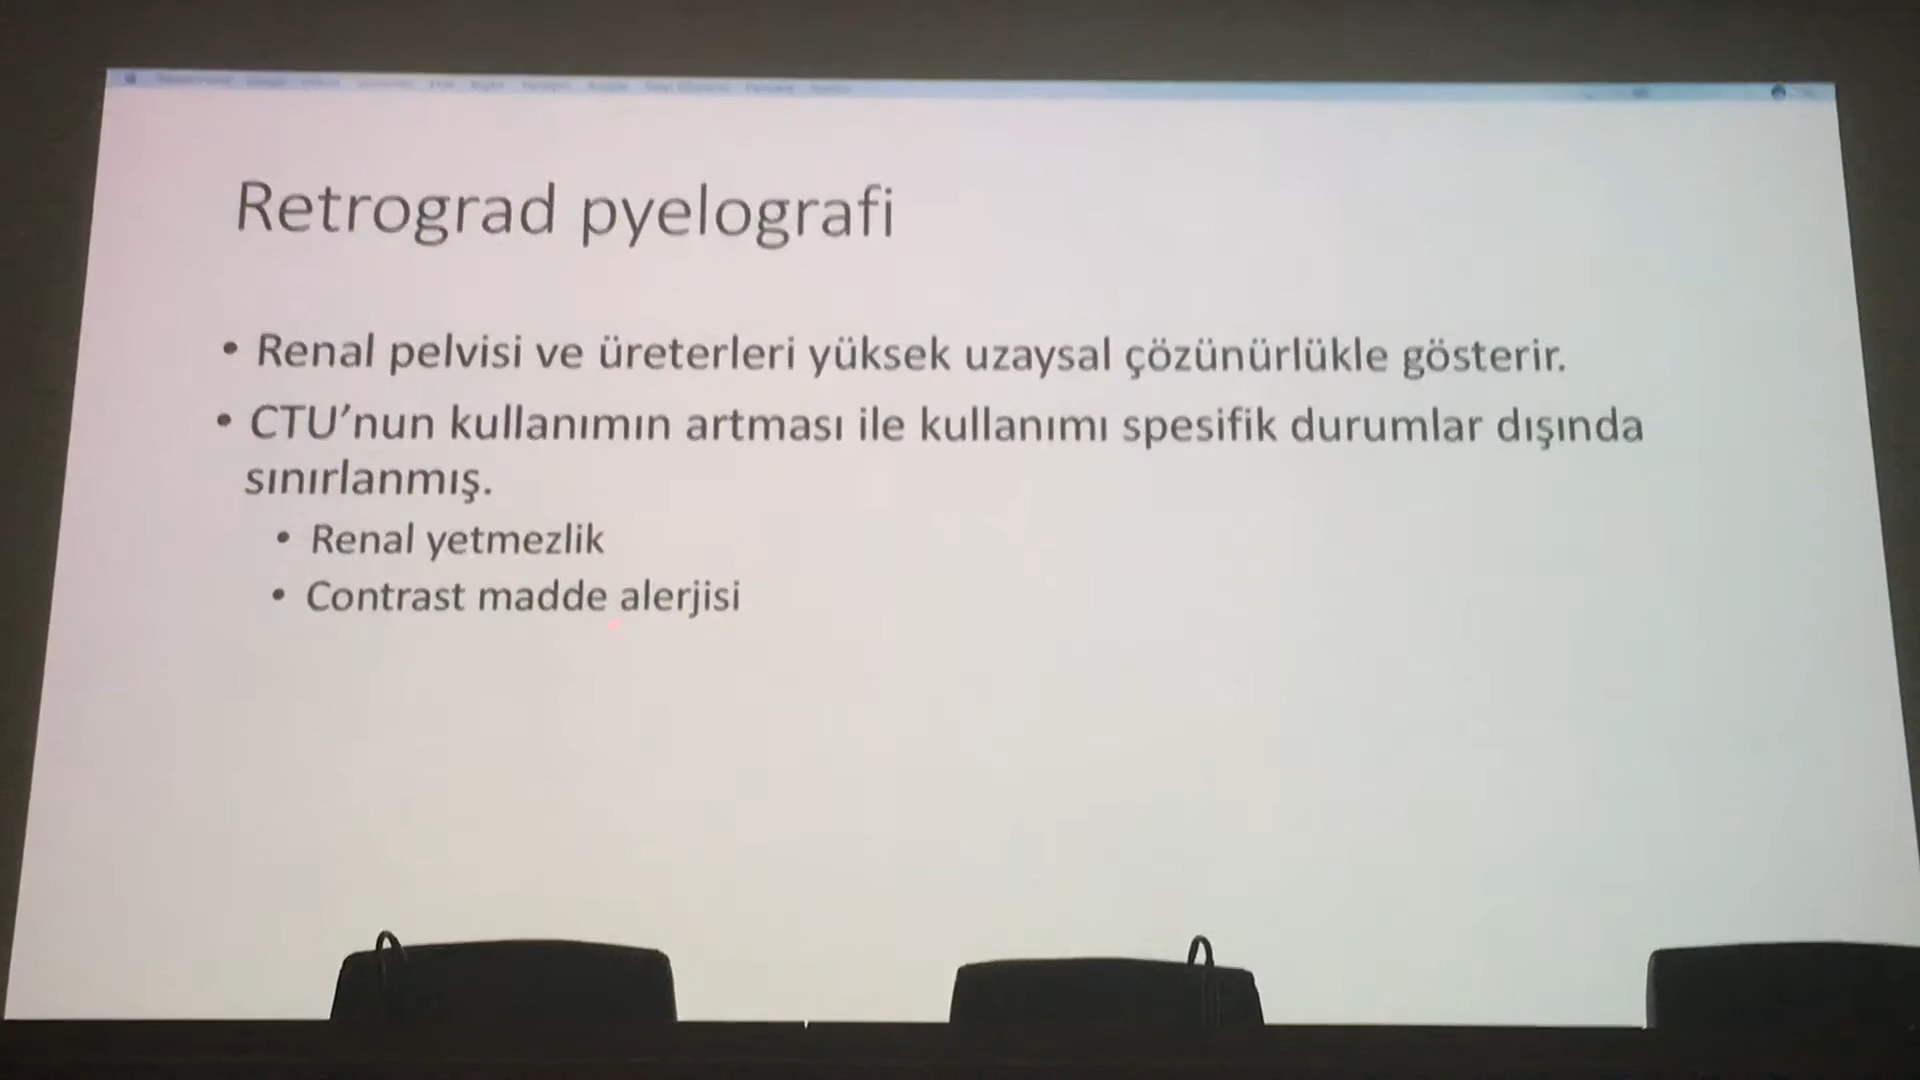 Retrograd pyelografi
• Renal pelvisi ve üreterleri yüksek uzaysal çözünürlükle gösterir.
• CTU'nun kullanımın artması ile kullanımı spesifik durumlar dışında
sınırlanmış.
• Renal yetmezlik
• Contrast madde alerjisi